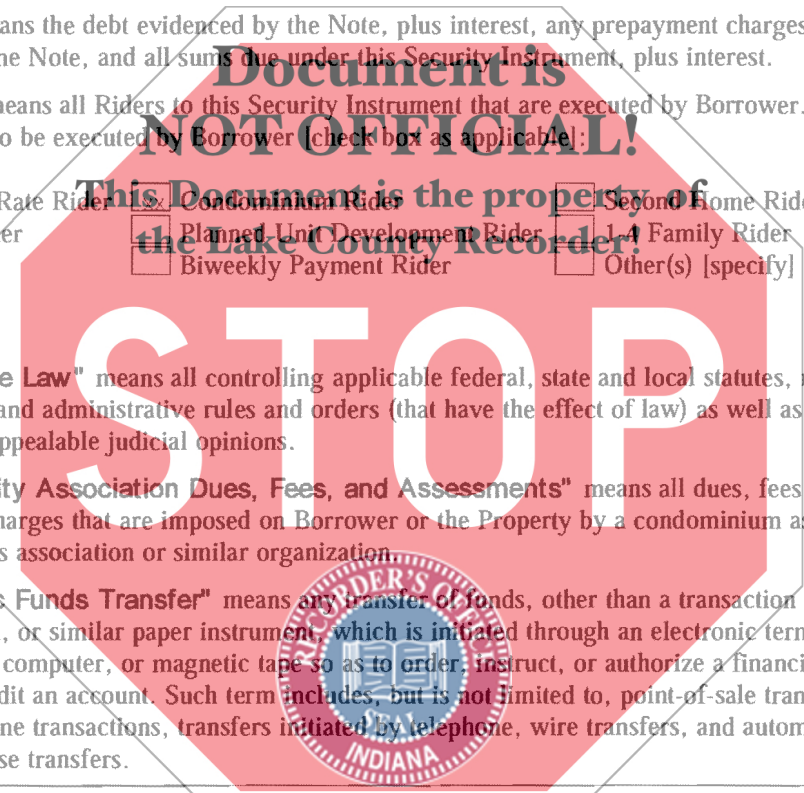 ans the debt evidenced by the Note, plus interest, any prepayment charges
he Note, and all sums due under this Security Instrument, plus interest.
Document is
means all Riders to this Security Instrument that are executed by Borrower.
o be executed by Borrower [check box as applicable]:
NOT OFFICIAL!
Rate Rider xx Condominium Rider Second Home Ride
This Document is the property of
er Planned Unit Development Rider 1-4 Family Rider
the Lake County Recorder!
Biweekly Payment Rider Other(s) [specify]
STOP
e Law" means all controlling applicable federal, state and local statutes,
and administrative rules and orders (that have the effect of law) as well as
ppealable judicial opinions.
ity Association Dues, Fees, and Assessments" means all dues, fees
harges that are imposed on Borrower or the Property by a condominium as
s association or similar organization.
c Funds Transfer" means any transfer of funds, other than a transaction
, or similar paper instrument, which is initiated through an electronic term
computer, or magnetic tape so as to order, instruct, or authorize a financi
dit an account. Such term includes, but is not limited to, point-of-sale tran
ne transactions, transfers initiated by telephone, wire transfers, and autom
se transfers.
RECORDER'S OFFICE
SEAL
INDIANA